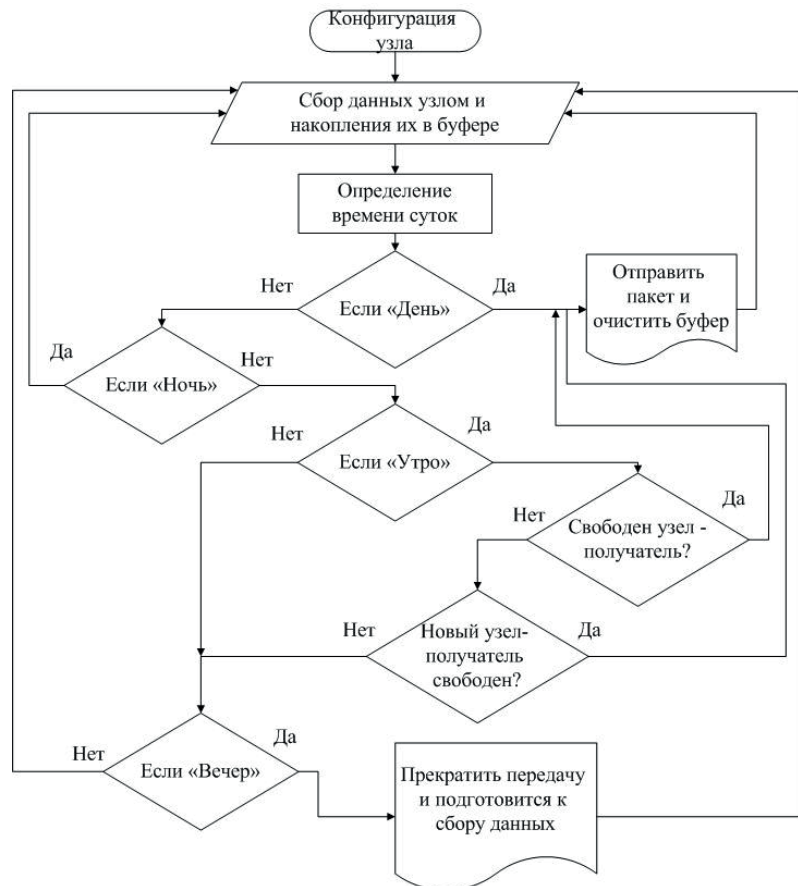 Конфигурация
узла
Сбор данных узлом и
накопления их в буфере
Определение
времени суток
Нет
Если «День»
Да
Отправить
пакет и
очистить буфер
Да
Если «Ночь»
Нет
Нет
Если «Утро»
Да
Нет
Свободен узел -
получатель?
Да
Нет
Новый узел-
получатель
свободен?
Да
Нет
Если «Вечер»
Да
Прекратить передачу
и подготовится к
сбору данных